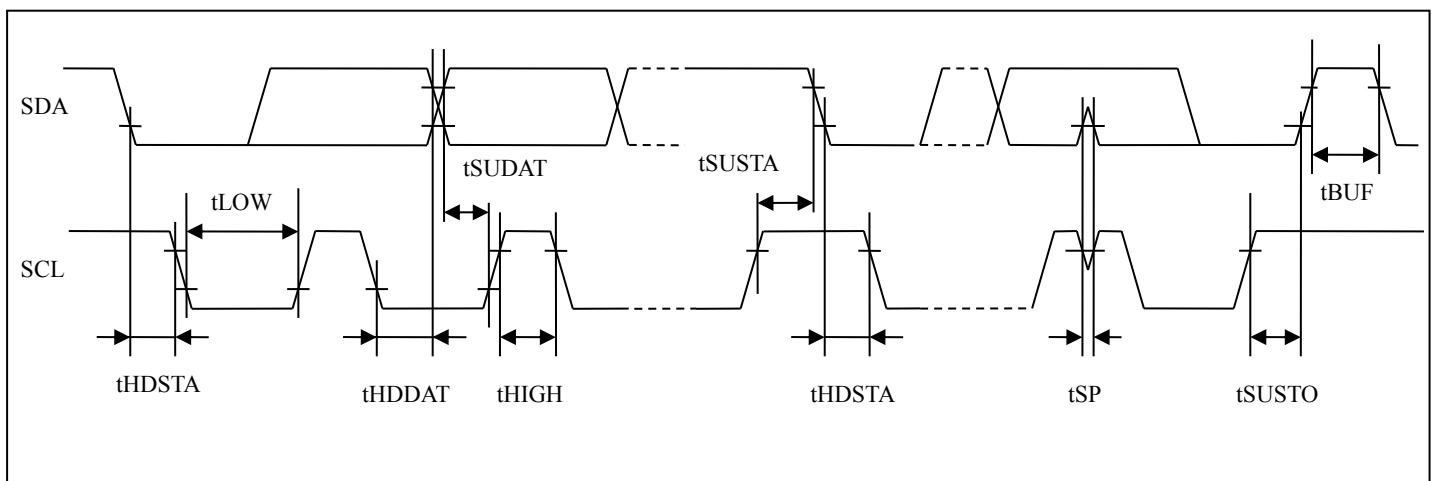 SDA
tSUDAT
tSUSTA
tBUF
tLOW
SCL
tHDSTA
tHDDAT
tHIGH
tHDSTA
tSP
tSUSTO